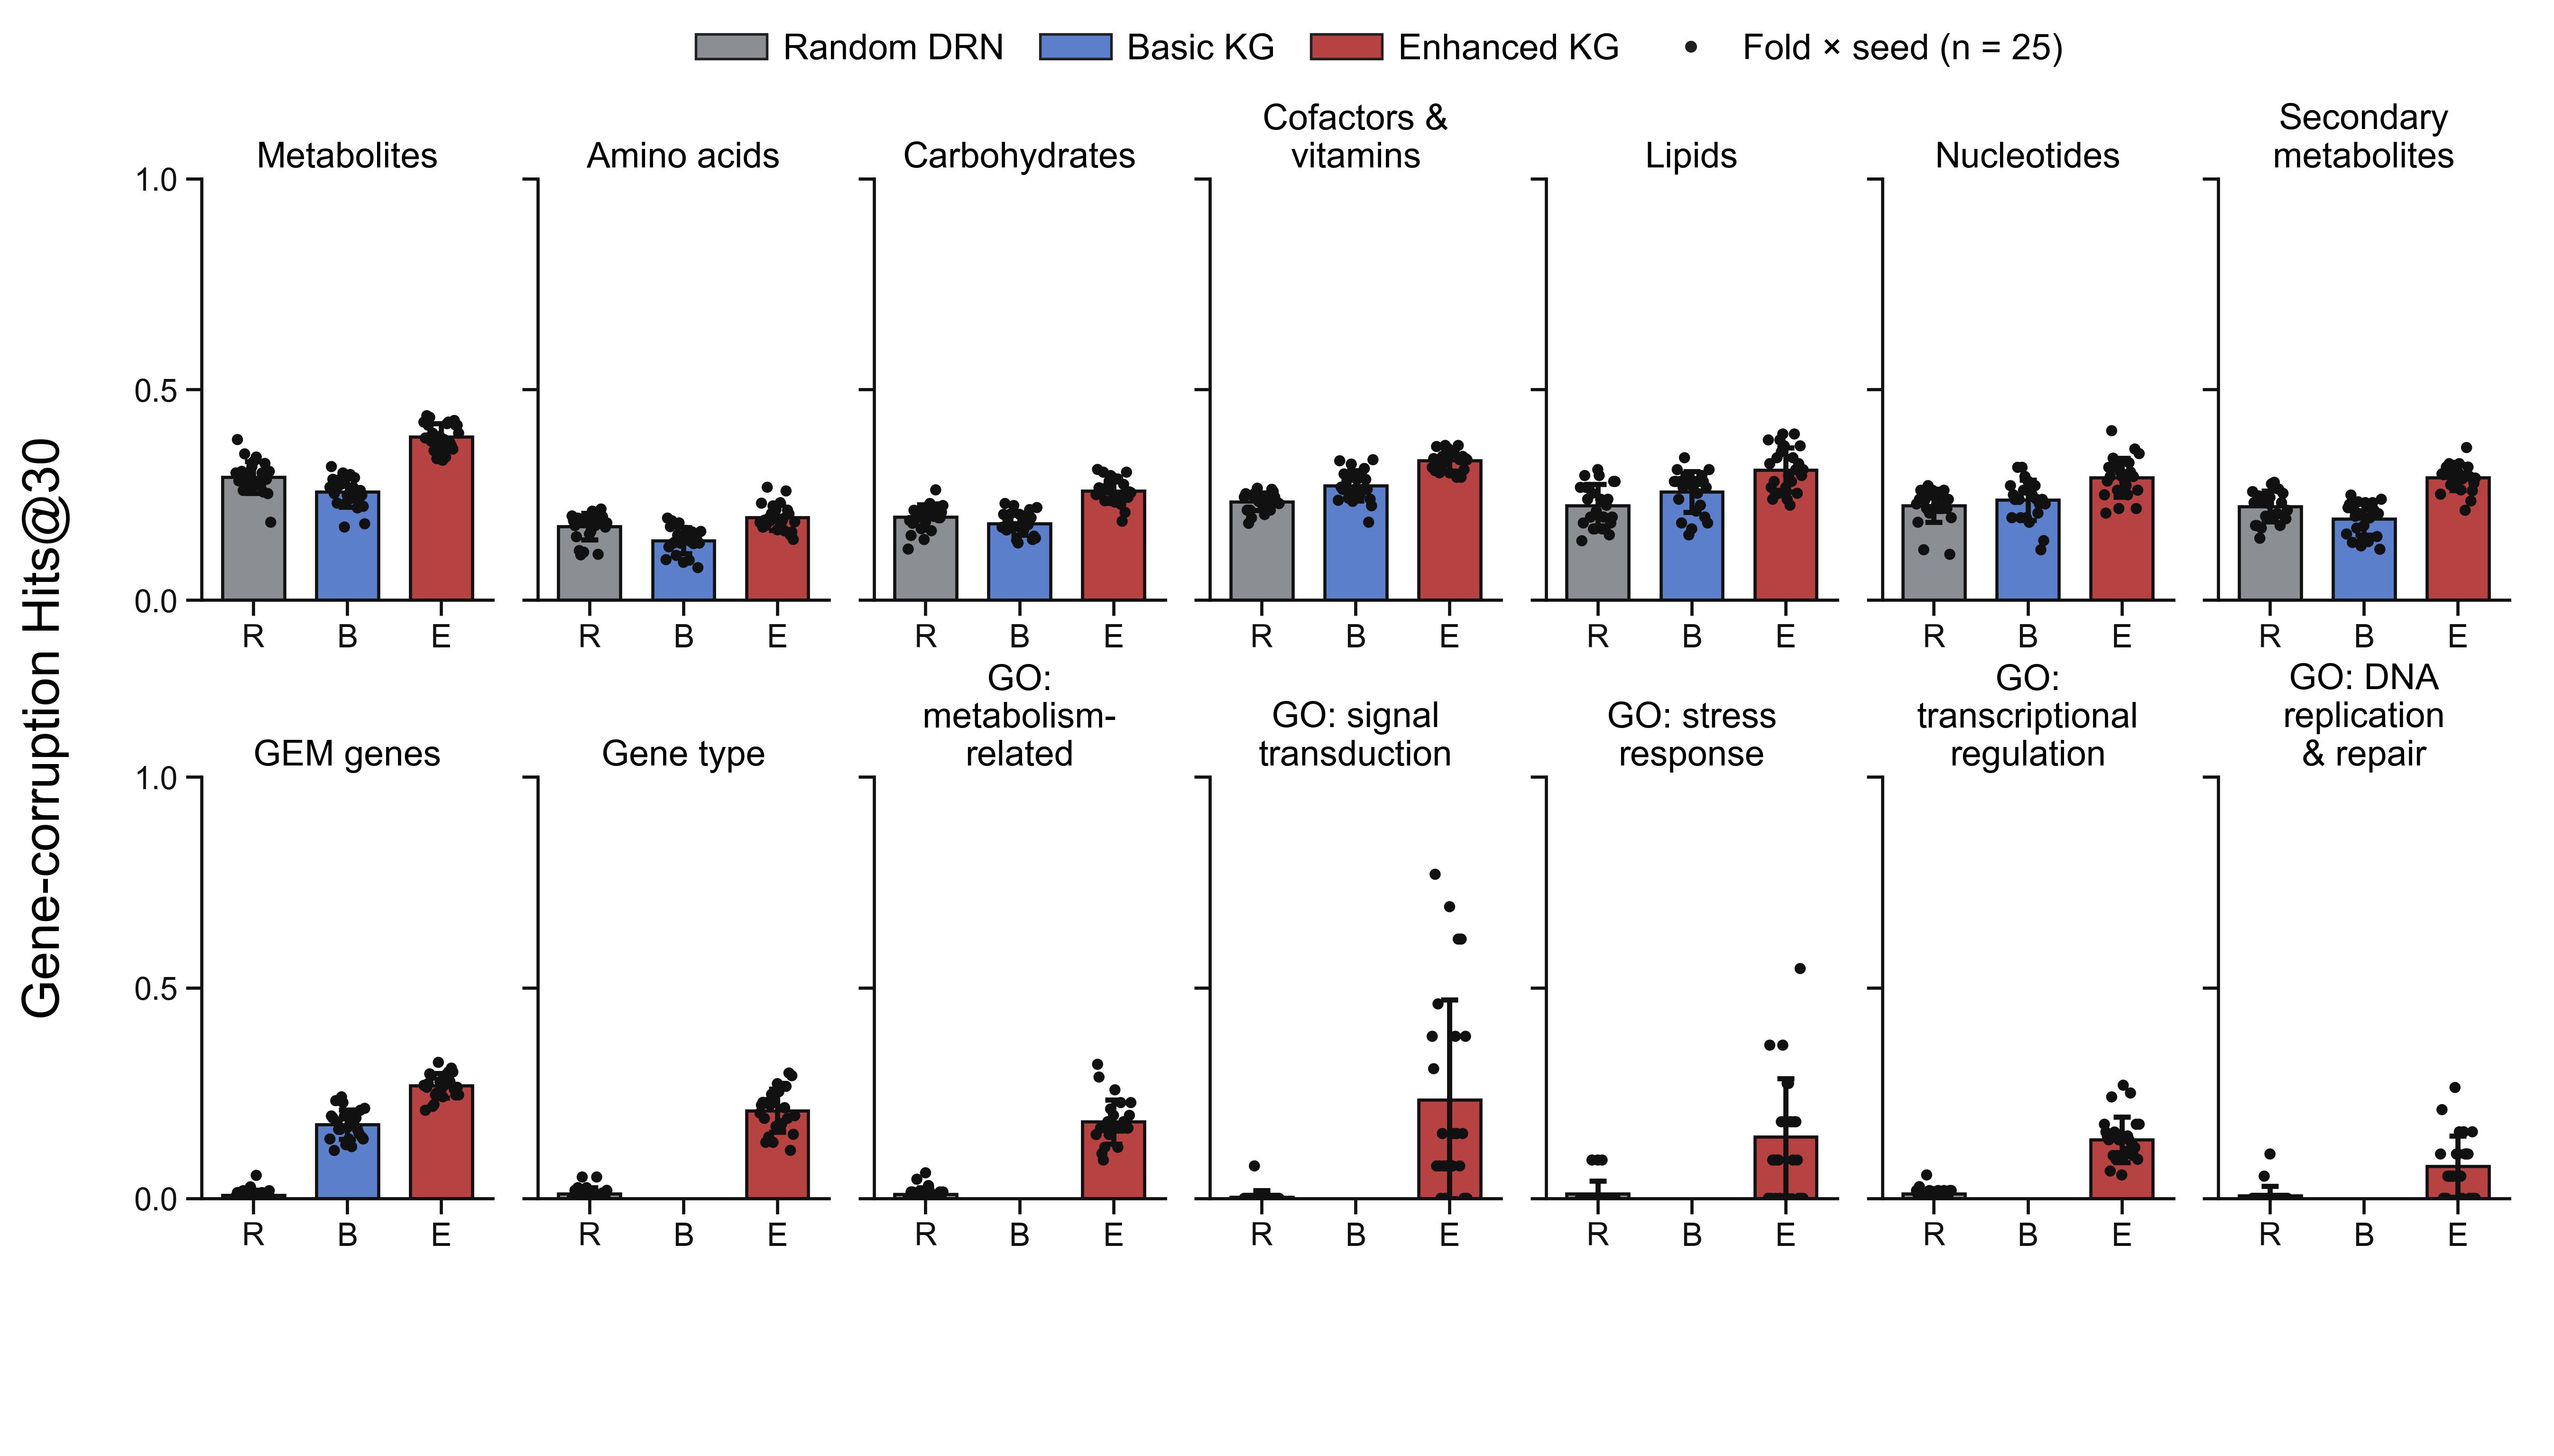 Random DRN Basic KG Enhanced KG Fold × seed (n = 25)
Gene-corruption Hits@30
Metabolites
Amino acids
Carbohydrates
Cofactors &
vitamins
Lipids
Nucleotides
Secondary
metabolites
1.0
0.5
0.0
R B E R B E R B E R B E R B E R B E R B E
GEM genes
Gene type
GO:
metabolism-
related
GO: signal
transduction
GO: stress
response
GO:
transcriptional
regulation
GO: DNA
replication
& repair
1.0
0.5
0.0
R B E R B E R B E R B E R B E R B E R B E